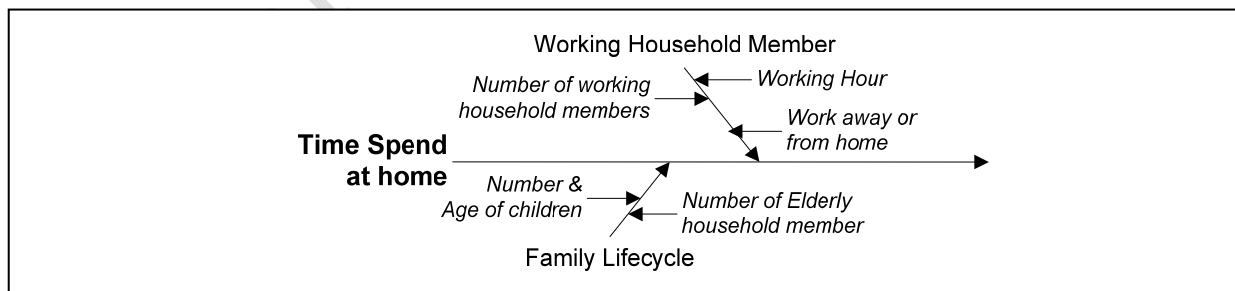 Working Household Member
Number of working
household members
Working Hour
Work away or
from home
Time Spend
at home
Number &
Age of children
Number of Elderly
household member
Family Lifecycle